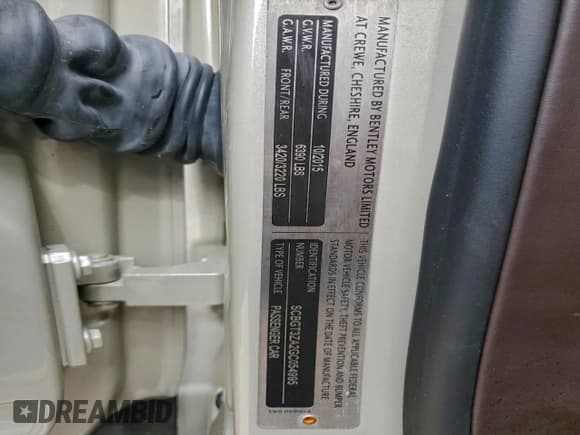 MANUFACTURED BY BENTLEY MOTORS LIMITED
AT CREWE, CHESHIRE, ENGLAND
MANUFACTURED DURING 10/2015
G.V.W.R. 6390 LBS
G.A.W.R. FRONT/REAR 3420/3220 LBS
THIS VEHICLE CONFORMS TO ALL APPLICABLE FEDERAL
MOTOR VEHICLE SAFETY, THEFT PREVENTION AND BUMPER
STANDARDS IN EFFECT ON DATE OF MANUFACTURE
IDENTIFICATION
NUMBER SCBGT3ZA2GC054995
TYPE OF VEHICLE PASSENGER CAR
DREAMBID